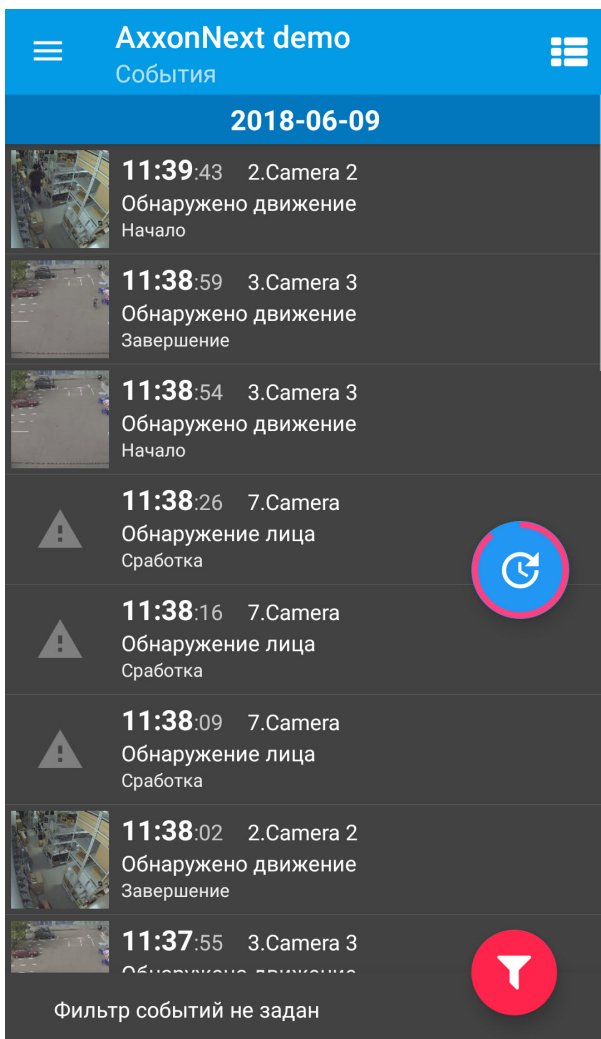 AxxonNext demo
События
2018-06-09
11:39:43 2.Camera 2
Обнаружено движение
Начало
11:38:59 3.Camera 3
Обнаружено движение
Завершение
11:38:54 3.Camera 3
Обнаружено движение
Начало
11:38:26 7.Camera
Обнаружение лица
Сработка
11:38:16 7.Camera
Обнаружение лица
Сработка
11:38:09 7.Camera
Обнаружение лица
Сработка
11:38:02 2.Camera 2
Обнаружено движение
Завершение
11:37:55 3.Camera 3
Обнаружено движение
Фильтр событий не задан